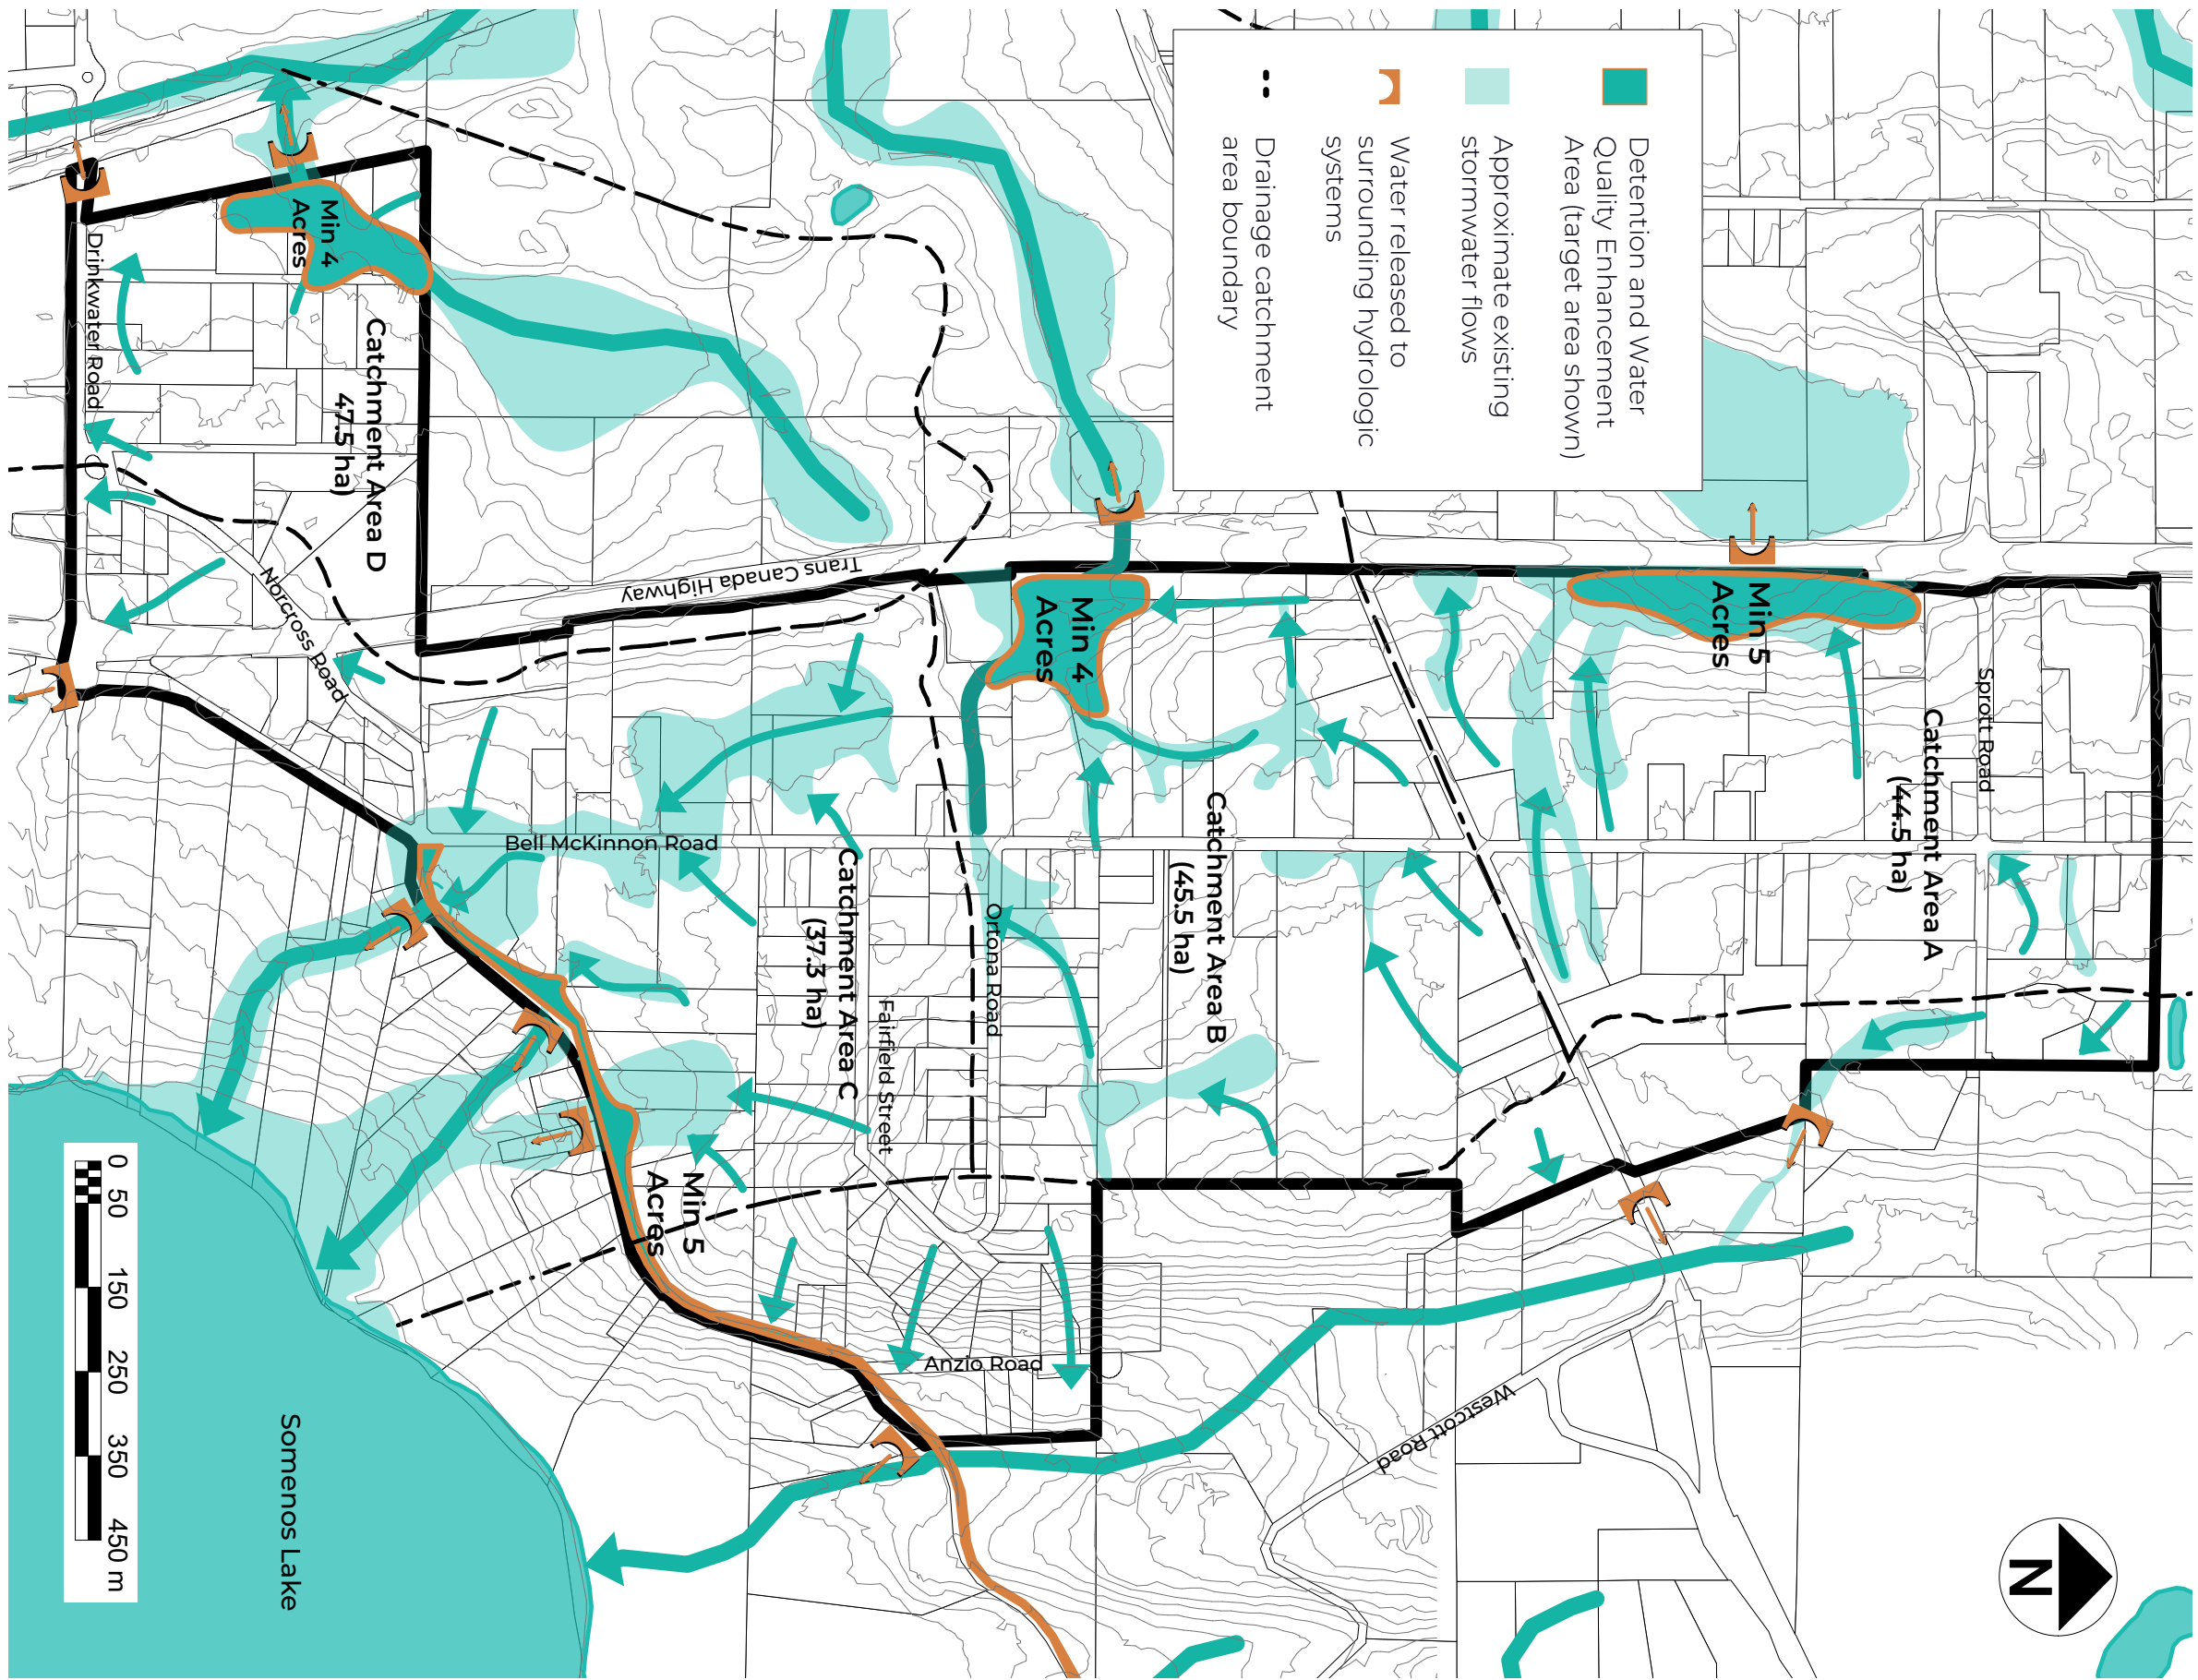 Detention and Water
Quality Enhancement
Area (target area shown)
Approximate existing
stormwater flows
Water released to
surrounding hydrologic
systems
Drainage catchment
area boundary
Sprott Road
Catchment Area A
(44.5 ha)
Min 5
Acres
Catchment Area B
(45.5 ha)
Min 4
Acres
Ortona Road
Fairfield Street
Catchment Area C
(37.3 ha)
Min 5
Acres
Trans Canada Highway
Bell McKinnon Road
Anzio Road
Westcott Road
Catchment Area D
47.5 ha)
Min 4
Acres
Norcross Road
Drinkwater Road
Somenos Lake
0 50 150 250 350 450 m
N